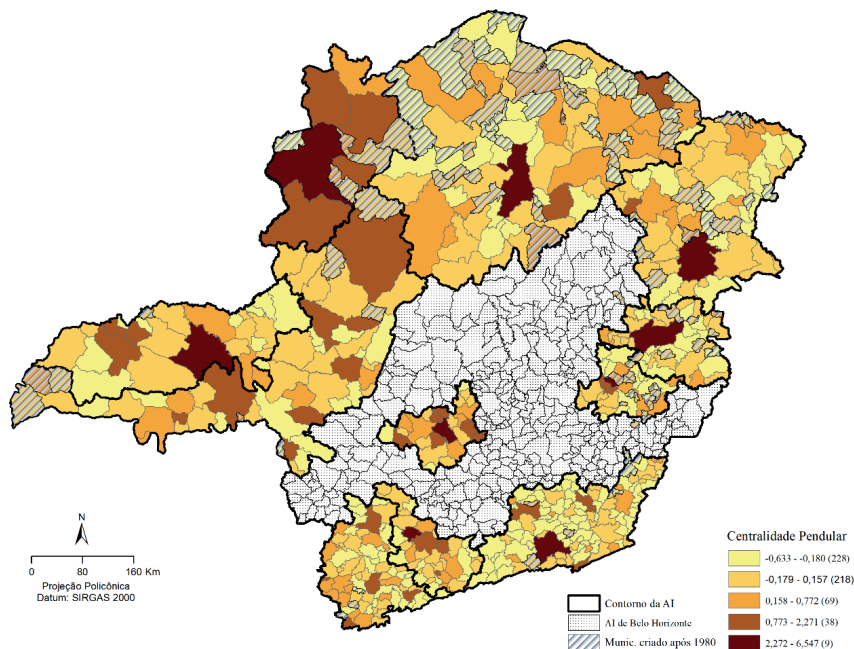 N
0 80 160 Km
Projeção Policônica
Datum: SIRGAS 2000
Contorno da AI
AI de Belo Horizonte
Munic. criado após 1980
Centralidade Pendular
-0,633 - -0,180 (228)
-0,179 - 0,157 (218)
0,158 - 0,772 (69)
0,773 - 2,271 (38)
2,272 - 6,547 (9)